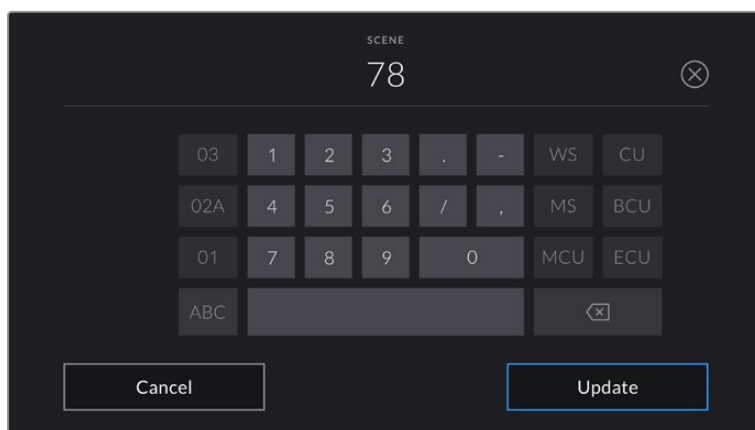 SCENE
78
03 1 2 3 . - WS CU
02A 4 5 6 / , MS BCU
01 7 8 9 0 MCU ECU
ABC
Cancel Update